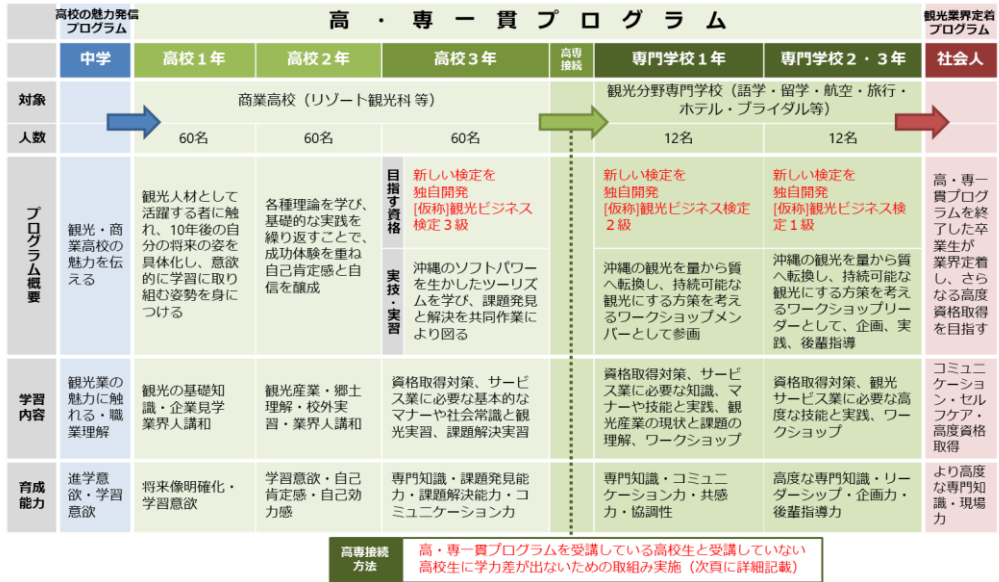 高校の魅力発信
プログラム
高・専一貫プログラム
観光業界定着
プログラム
中学
高校１年
高校２年
高校３年
高専
接続
専門学校１年
専門学校２・３年
社会人
対象
商業高校（リゾート観光科 等）
観光分野専門学校（語学・留学・航空・旅行・
ホテル・ブライダル等）
人数
60名
60名
60名
12名
12名
プログラム概要
観光・商
業高校の
魅力を伝
える
観光人材として
活躍する者に触
れ、10年後の自
分の将来の姿を
具体化し、意欲
的に学習に取り
組む姿勢を身に
つける
各種理論を学び、
基礎的な実践を
繰り返すことで、
成功体験を重ね
自己肯定感と自
信を醸成
目指す資格
新しい検定を
独自開発
[仮称]観光ビジネス
検定３級
実技・実習
沖縄のソフトパワー
を生かしたツーリズ
ムを学び、課題発見
と解決を共同作業
により図る
新しい検定を
独自開発
[仮称]観光ビジネス検定
２級
沖縄の観光を量から質
へ転換し、持続可能な
観光にする方策を考え
るワークショップメン
バーとして参画
新しい検定を
独自開発
[仮称]観光ビジネス検
定１級
沖縄の観光を量から質
へ転換し、持続可能な
観光にする方策を考え
るワークショップリー
ダーとして、企画、実
践、後輩指導
高・専一
貫プログ
ラムを終
了した卒
業生が
業界定着
し、さら
なる高度
資格取得
を目指す
学習
内容
観光業の
魅力に触
れる・職
業理解
観光の基礎知
識・企業見学
業界人講和
観光産業・郷土
理解・校外実
習・業界人講和
資格取得対策、サービ
ス業に必要な基本的な
マナーや社会常識と観
光実習、課題解決実習
資格取得対策、サービ
ス業に必要な知識、マ
ナーや技能と実践、観
光産業の現状と課題の
理解、ワークショップ
資格取得対策、観光
サービス業に必要な高
度な技能と実践、ワー
クショップ
コミュニ
ケーショ
ン・セル
フケア・
高度資格
取得
育成
能力
進学意
欲・学習
意欲
将来像明確化・
学習意欲
学習意欲・自己
肯定感・自己効
力感
専門知識・課題発見能
力・課題解決能力・コ
ミュニケーション力
専門知識・コミュニ
ケーション力・共感
力・協調性
高度な専門知識・リー
ダーシップ・企画力・
後輩指導力
より高度
な専門知
識・現場
力
高専接続
方法
高・専一貫プログラムを受講している高校生と受講していない
高校生に学力差が出ないための取組み実施（次頁に詳細記載）